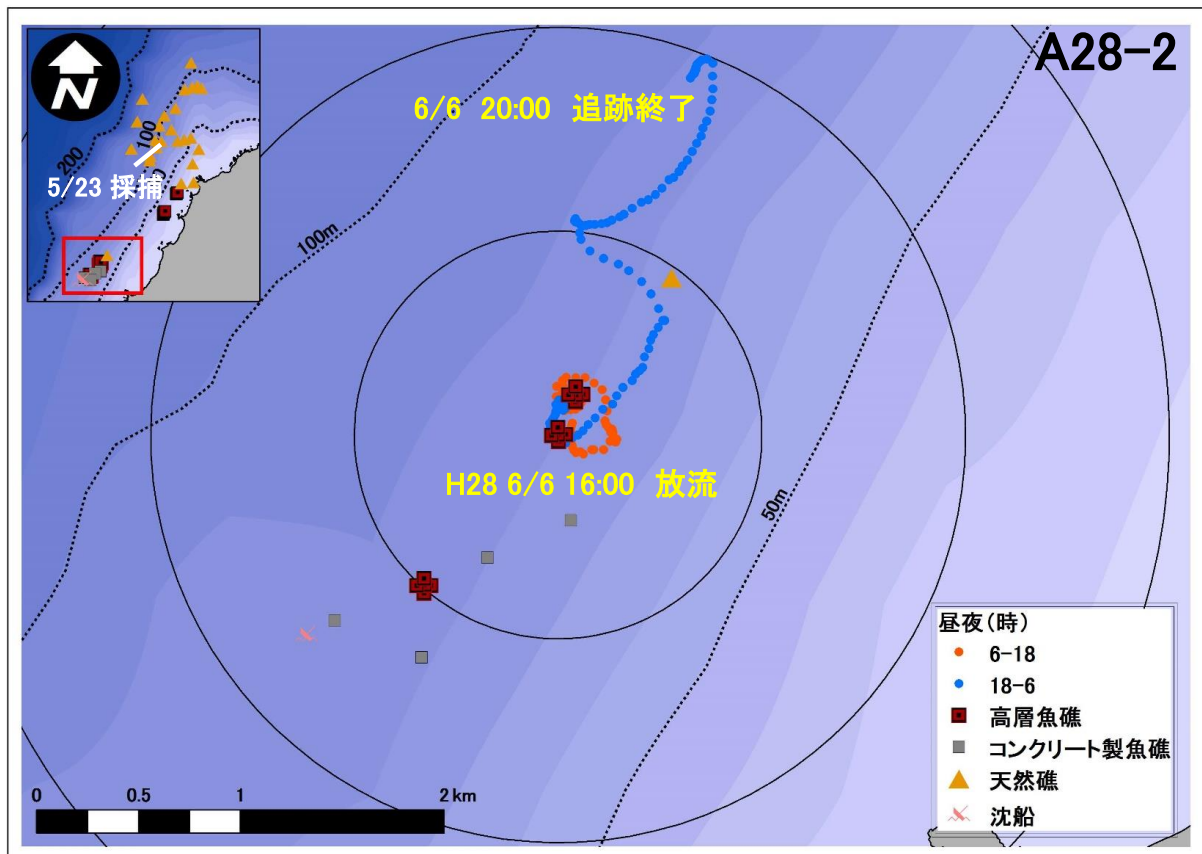 A28-2
N
200
100
5/23 採捕
6/6 20:00 追跡終了
100m
H28 6/6 16:00 放流
50m
昼夜(時)
6-18
18-6
高層魚礁
コンクリート製魚礁
天然礁
沈船
0 0.5 1 2 km